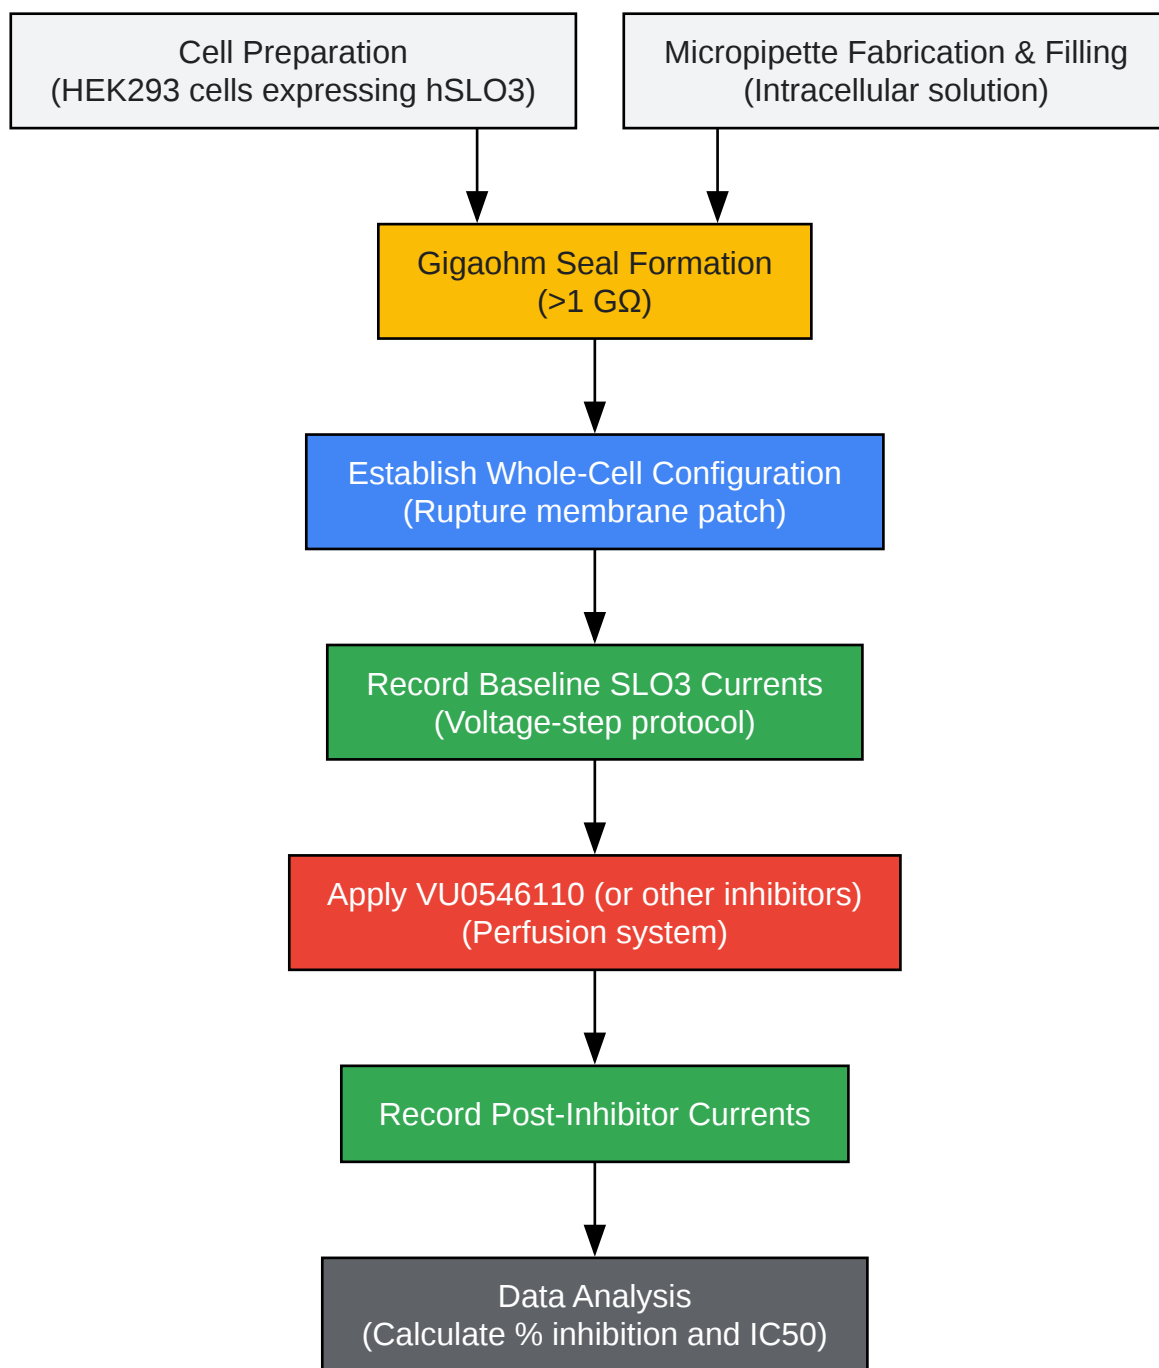 Cell Preparation
(HEK293 cells expressing hSLO3)
Micropipette Fabrication & Filling
(Intracellular solution)
Gigaohm Seal Formation
(>1 GΩ)
Establish Whole-Cell Configuration
(Rupture membrane patch)
Record Baseline SLO3 Currents
(Voltage-step protocol)
Apply VU0546110 (or other inhibitors)
(Perfusion system)
Record Post-Inhibitor Currents
Data Analysis
(Calculate % inhibition and IC50)